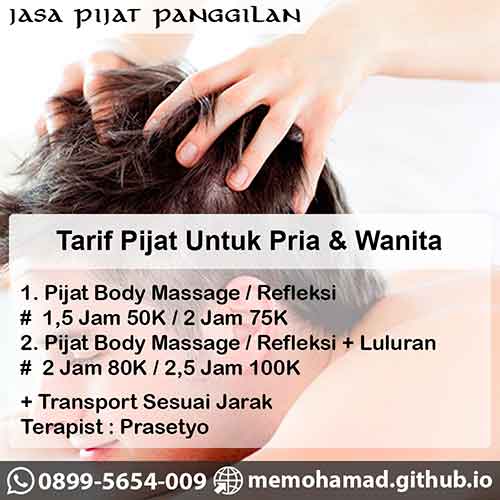 JASA PIJAT PANGGILAN
Tarif Pijat Untuk Pria & Wanita
1. Pijat Body Massage / Refleksi
# 1,5 Jam 50K / 2 Jam 75K
2. Pijat Body Massage / Refleksi + Luluran
# 2 Jam 80K / 2,5 Jam 100K
+ Transport Sesuai Jarak
Terapist : Prasetyo
0899-5654-009 memohamad.github.io